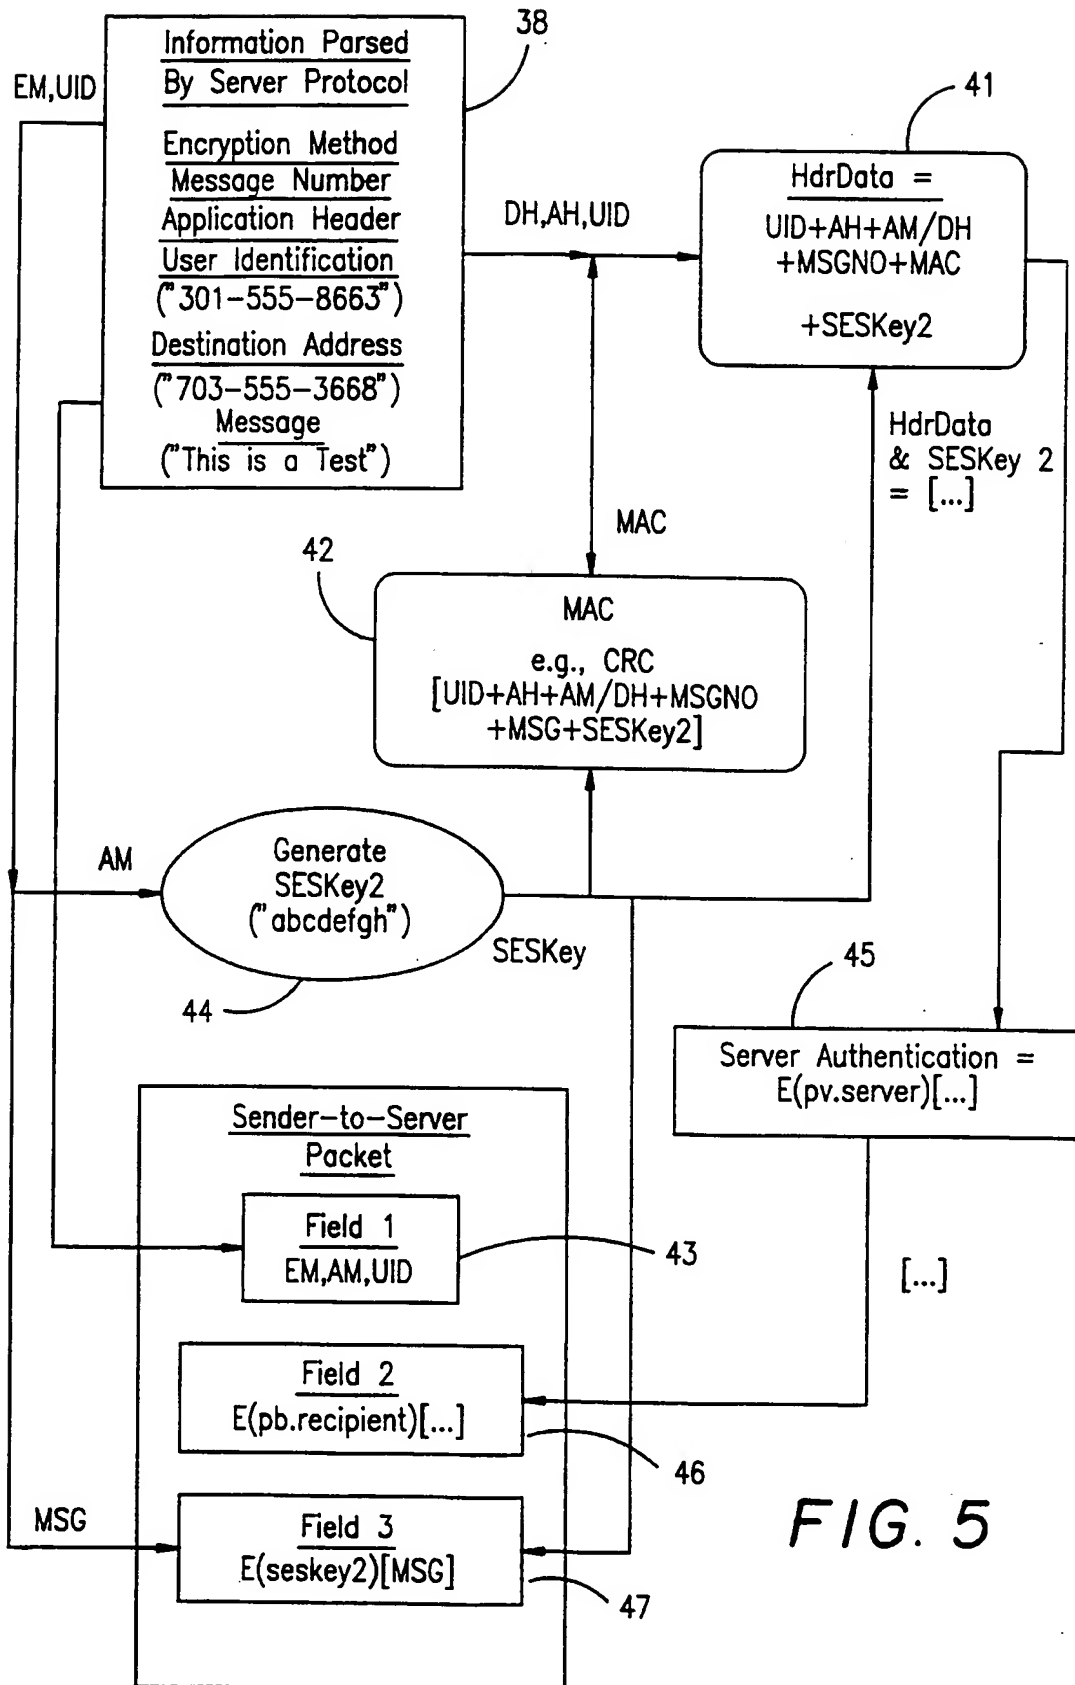 38
Information Parsed
By Server Protocol
Encryption Method
Message Number
Application Header
User Identification
("301-555-8663")
Destination Address
("703-555-3668")
Message
("This is a Test")
EM,UID
DH,AH,UID
41
HdrData =
UID+AH+AM/DH
+MSGNO+MAC
+SESKey2
HdrData
& SESKey 2
= [...]
MAC
42
MAC
e.g., CRC
[UID+AH+AM/DH+MSGNO
+MSG+SESKey2]
AM
Generate
SESKey2
("abcdefgh")
SESKey
44
45
Server Authentication =
E(pv.server)[...]
[...]
Sender-to-Server
Packet
Field 1
EM,AM,UID
43
Field 2
E(pb.recipient)[...]
46
MSG
Field 3
E(seskey2)[MSG]
47
FIG. 5